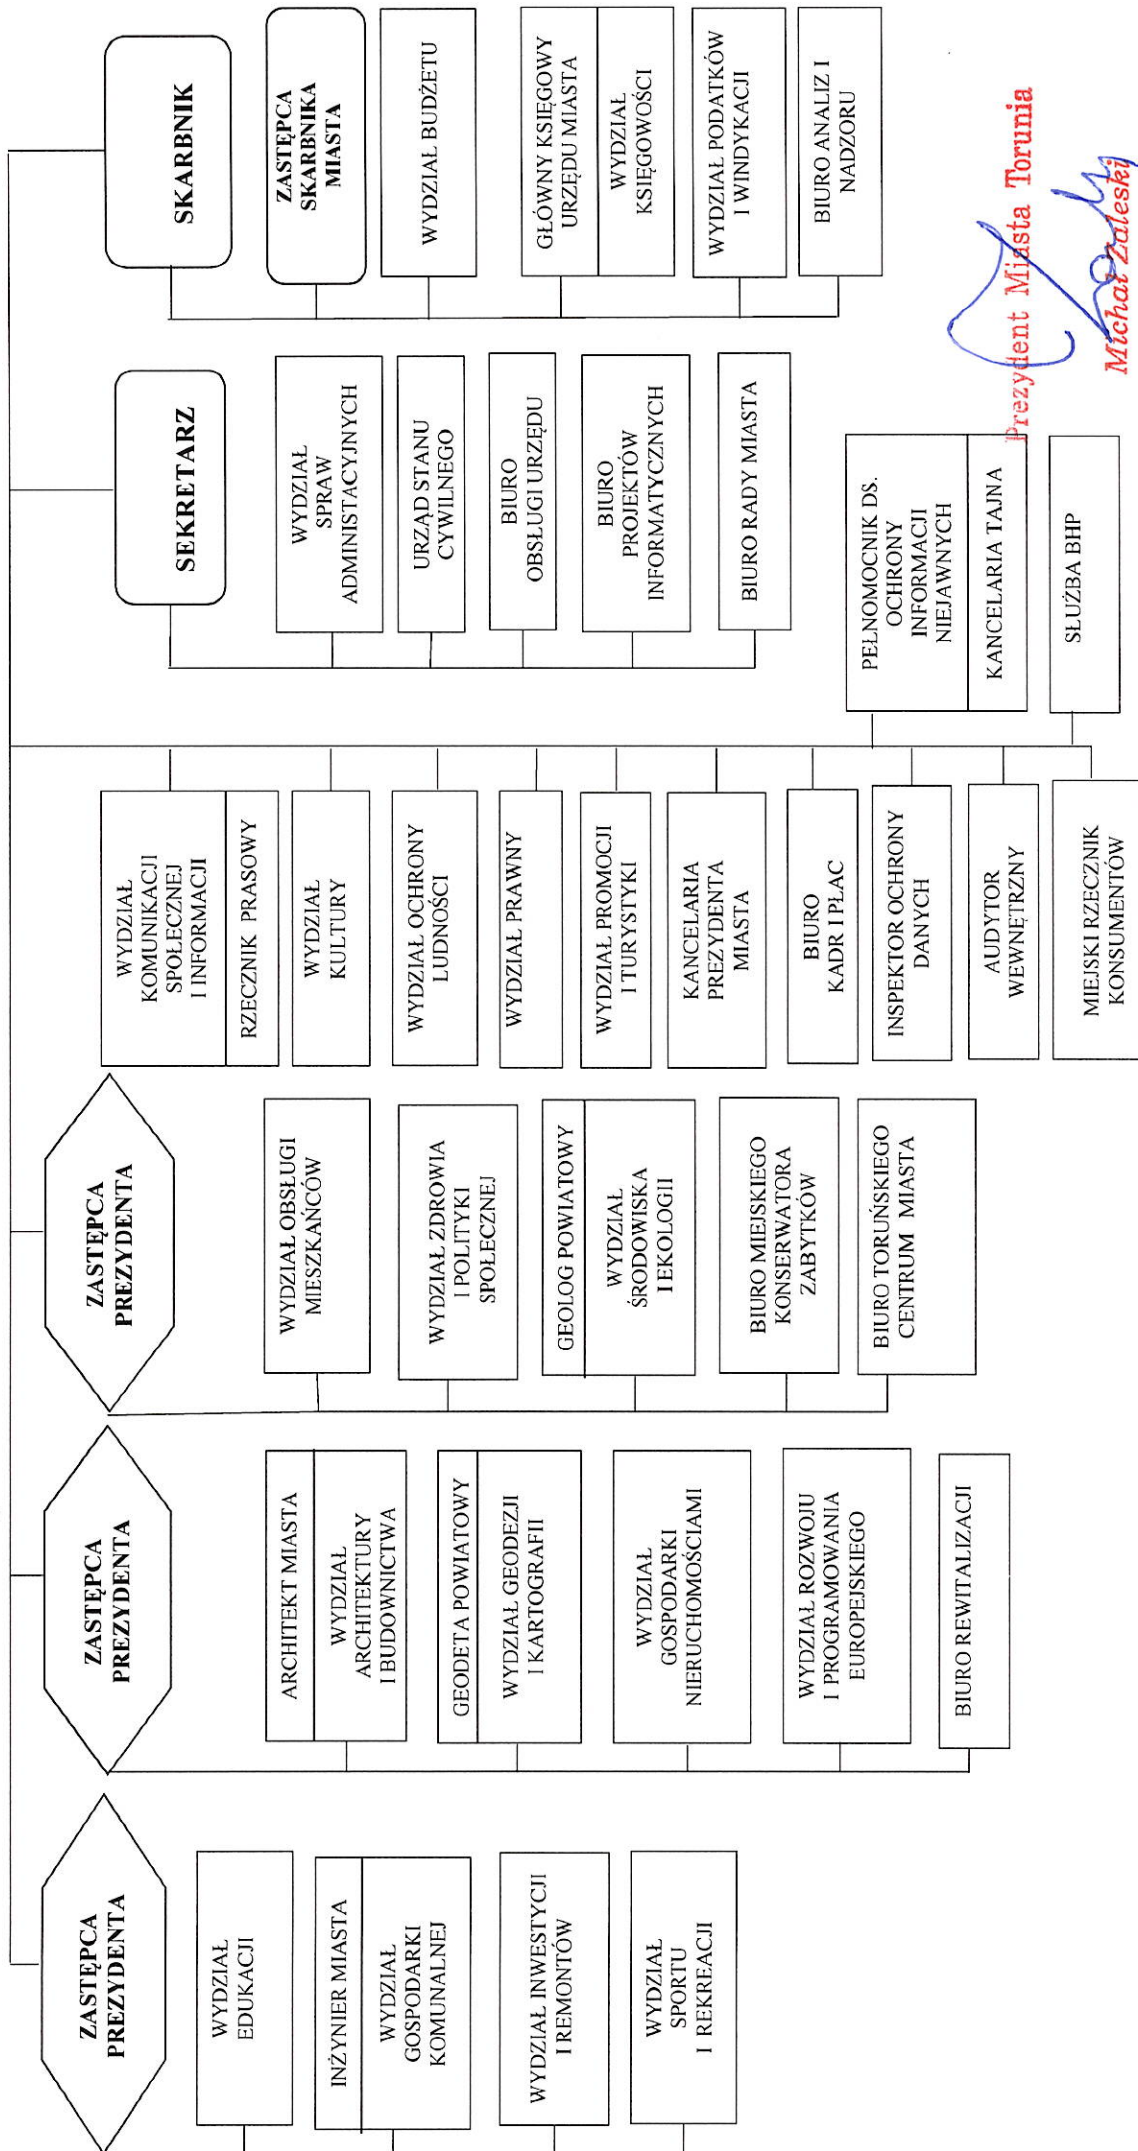 ZASTĘPCA
PREZYDENTA
WYDZIAŁ
EDUKACJI
INŻYNIER MIASTA
WYDZIAŁ
GOSPODARKI
KOMUNALNEJ
WYDZIAŁ INWESTYCJI
I REMONTÓW
WYDZIAŁ
SPORTU
I REKREACJI
ZASTĘPCA
PREZYDENTA
ARCHITEKT MIASTA
WYDZIAŁ
ARCHITEKTURY
I BUDOWNICTWA
GEODETA POWIATOWY
WYDZIAŁ GEODEZJI
I KARTOGRAFII
WYDZIAŁ
GOSPODARKI
NIERUCHOMOŚCIAMI
WYDZIAŁ ROZWOJU
I PROGRAMOWANIA
EUROPEJSKIEGO
BIURO REWITALIZACJI
ZASTĘPCA
PREZYDENTA
WYDZIAŁ OBSŁUGI
MIESZKAŃCÓW
WYDZIAŁ ZDROWIA
I POLITYKI
SPOŁECZNEJ
GEOLOG POWIATOWY
WYDZIAŁ
ŚRODOWISKA
I EKOLOGII
BIURO MIEJSKIEGO
KONSERWATORA
ZABYTKÓW
BIURO TORUŃSKIEGO
CENTRUM MIASTA
WYDZIAŁ
KOMUNIKACJI
SPOŁECZNEJ
I INFORMACJI
RZECZNIK PRASOWY
WYDZIAŁ
KULTURY
WYDZIAŁ OCHRONY
LUDNOŚCI
WYDZIAŁ PRAWNY
WYDZIAŁ PROMOCJI
I TURYSTYKI
KANCELARIA
PREZYDENTA
MIASTA
BIURO
KADR I PŁAC
INSPEKTOR OCHRONY
DANYCH
AUDYTOR
WEWNĘTRZNY
MIEJSKI RZECZNIK
KONSUMENTÓW
PEŁNOMOCNIK DS.
OCHRONY
INFORMACJI
NIEJAWNYCH
KANCELARIA TAJNA
SŁUŻBA BHP
SEKRETARZ
WYDZIAŁ
SPRAW
ADMINISTACYJNYCH
URZĄD STANU
CYWILNEGO
BIURO
OBSŁUGI URZĘDU
BIURO
PROJEKTÓW
INFORMATYCZNYCH
BIURO RADY MIASTA
SKARBNIK
ZASTĘPCA
SKARBNIKA
MIASTA
WYDZIAŁ BUDŻETU
GŁÓWNY KSIĘGOWY
URZĘDU MIASTA
WYDZIAŁ
KSIĘGOWOŚCI
WYDZIAŁ PODATKÓW
I WINDYKACJI
BIURO ANALIZ I
NADZORU
Prezydent Miasta Torunia
Michał Zaleski